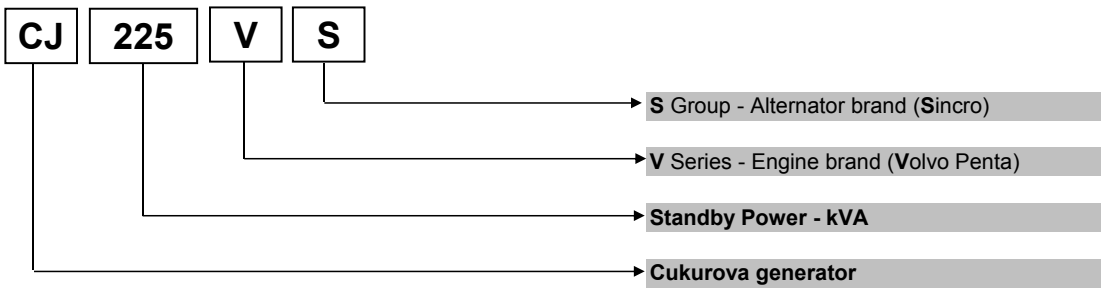 CJ 225 V S
S Group - Alternator brand (Sincro)
V Series - Engine brand (Volvo Penta)
Standby Power - kVA
Cukurova generator